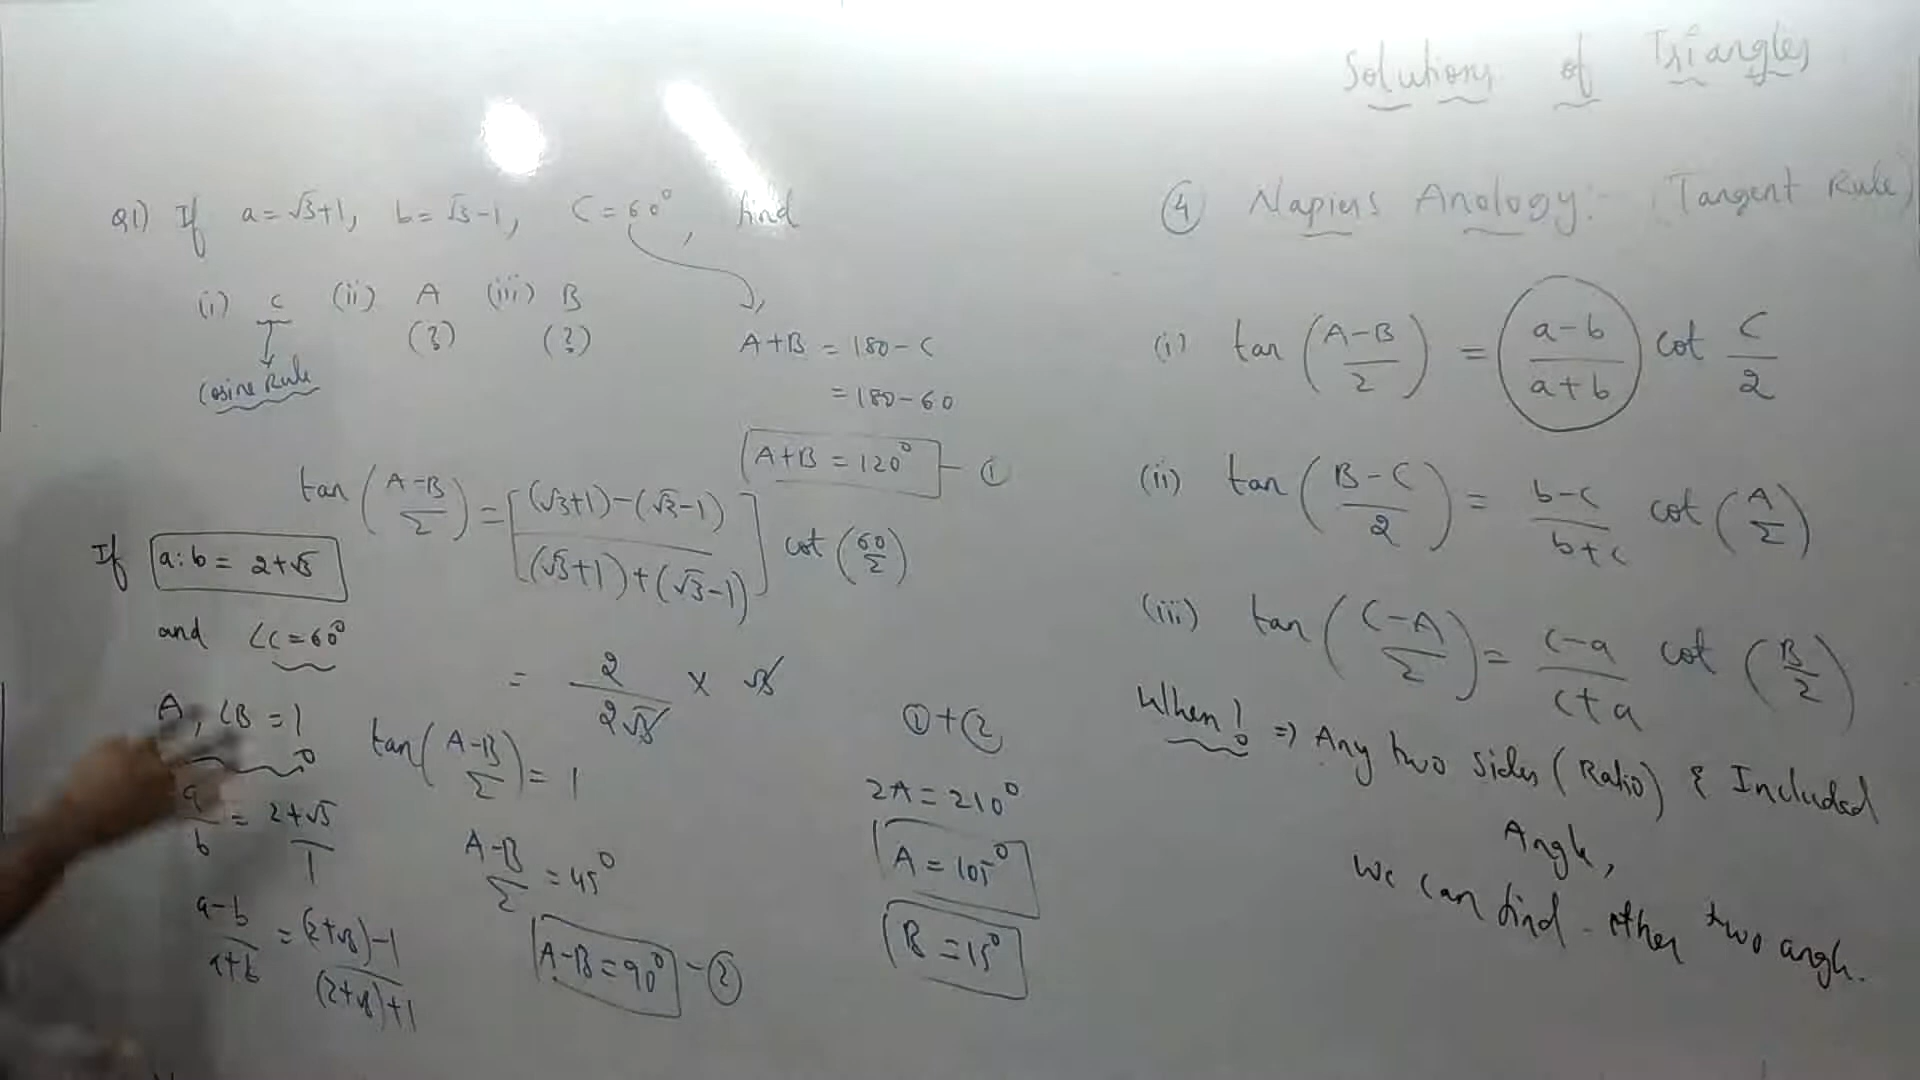 Solutions of Triangles
Q1) If a = √3+1, b = √3-1, C = 60°, find
(i) c (ii) A (iii) B
(?) (?)
Cosine Rule
A+B = 180-C
= 180-60
A+B = 120° - ①
tan (A-B/2) = [(√3+1)-(√3-1) / (√3+1)+(√3-1)] cot (60/2)
= 2/2√3 × √3
tan (A-B/2) = 1
A-B/2 = 45°
A-B = 90° - ②
①+②
2A = 210°
A = 105°
B = 15°
If a:b = 2+√3
and ∠C = 60°
A, ∠B = ?
a/b = 2+√3/1
a-b/a+b = (2+√3)-1/(2+√3)+1
④ Napiers Anology:- (Tangent Rule)
(i) tan (A-B/2) = a-b/a+b cot C/2
(ii) tan (B-C/2) = b-c/b+c cot (A/2)
(iii) tan (C-A/2) = c-a/c+a cot (B/2)
When? ⇒ Any two sides (Ratio) & Included
Angle,
We can find other two angle.